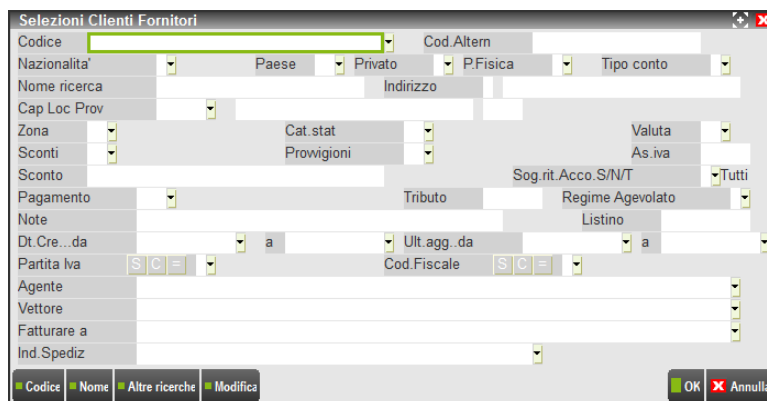 Selezioni Clienti Fornitori
Codice Cod.Altern
Nazionalita' Paese Privato P.Fisica Tipo conto
Nome ricerca Indirizzo
Cap Loc Prov
Zona Cat.stat Valuta
Sconti Provvigioni As.iva
Sconto Sog.rit.Acco.S/N/T Tutti
Pagamento Tributo Regime Agevolato
Note Listino
Dt.Cre...da a Ult.agg..da a
Partita Iva S C = Cod.Fiscale S C =
Agente
Vettore
Fatturare a
Ind.Spediz
Codice Nome Altre ricerche Modifica OK Annulla